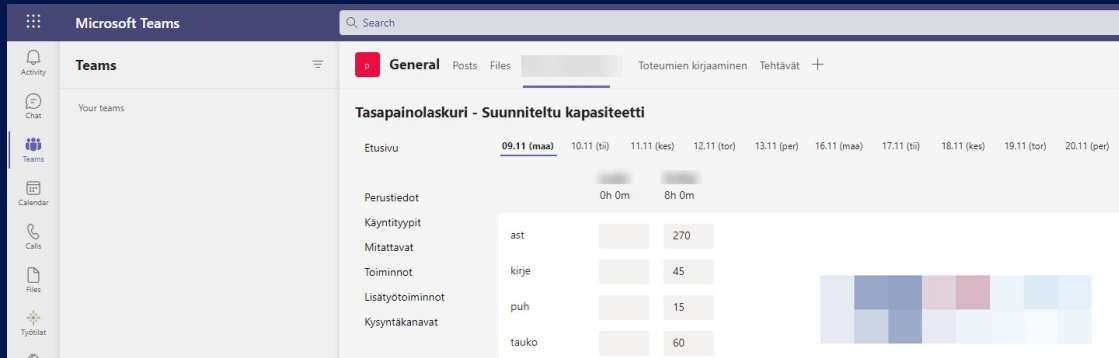 Microsoft Teams
Search
Activity
Chat
Teams
Calendar
Calls
Files
Työtilat
Teams
Your teams
p General Posts Files Toteumien kirjaaminen Tehtävät
Tasapainolaskuri - Suunniteltu kapasiteetti
Etusivu
Perustiedot
Käyntityypit
Mitattavat
Toiminnot
Lisätyötoiminnot
Kysyntäkanavat
09.11 (maa) 10.11 (tii) 11.11 (kes) 12.11 (tor) 13.11 (per) 16.11 (maa) 17.11 (tii) 18.11 (kes) 19.11 (tor) 20.11 (per)
0h 0m 8h 0m
ast 270
kirje 45
puh 15
tauko 60